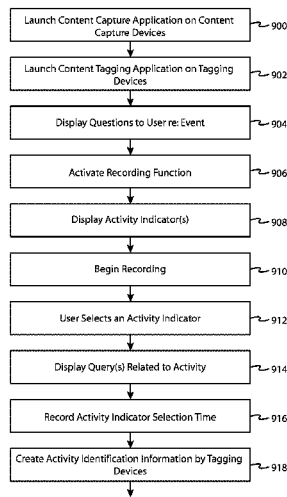 Launch Content Capture Application on Content
Capture Devices
900
Launch Content Tagging Application on Tagging
Devices
902
Display Questions to User re: Event
904
Activate Recording Function
906
Display Activity Indicator(s)
908
Begin Recording
910
User Selects an Activity Indicator
912
Display Query(s) Related to Activity
914
Record Activity Indicator Selection Time
916
Create Activity Identification Information by Tagging
Devices
918